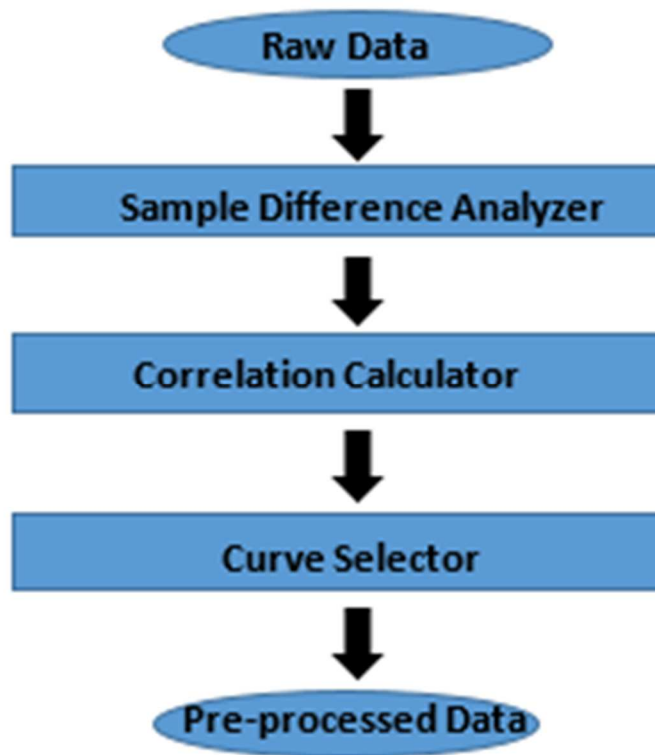 Raw Data
Sample Difference Analyzer
Correlation Calculator
Curve Selector
Pre-processed Data